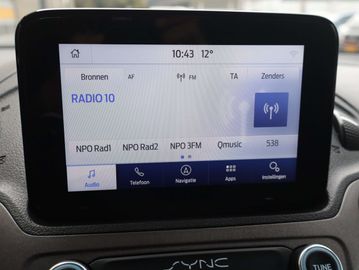 10:43 12°
Bronnen AF FM TA Zenders
RADIO 10
NPO Rad1 NPO Rad2 NPO 3FM Qmusic 538
Audio Telefoon Navigatie Apps Instellingen
SYNC
TUNE